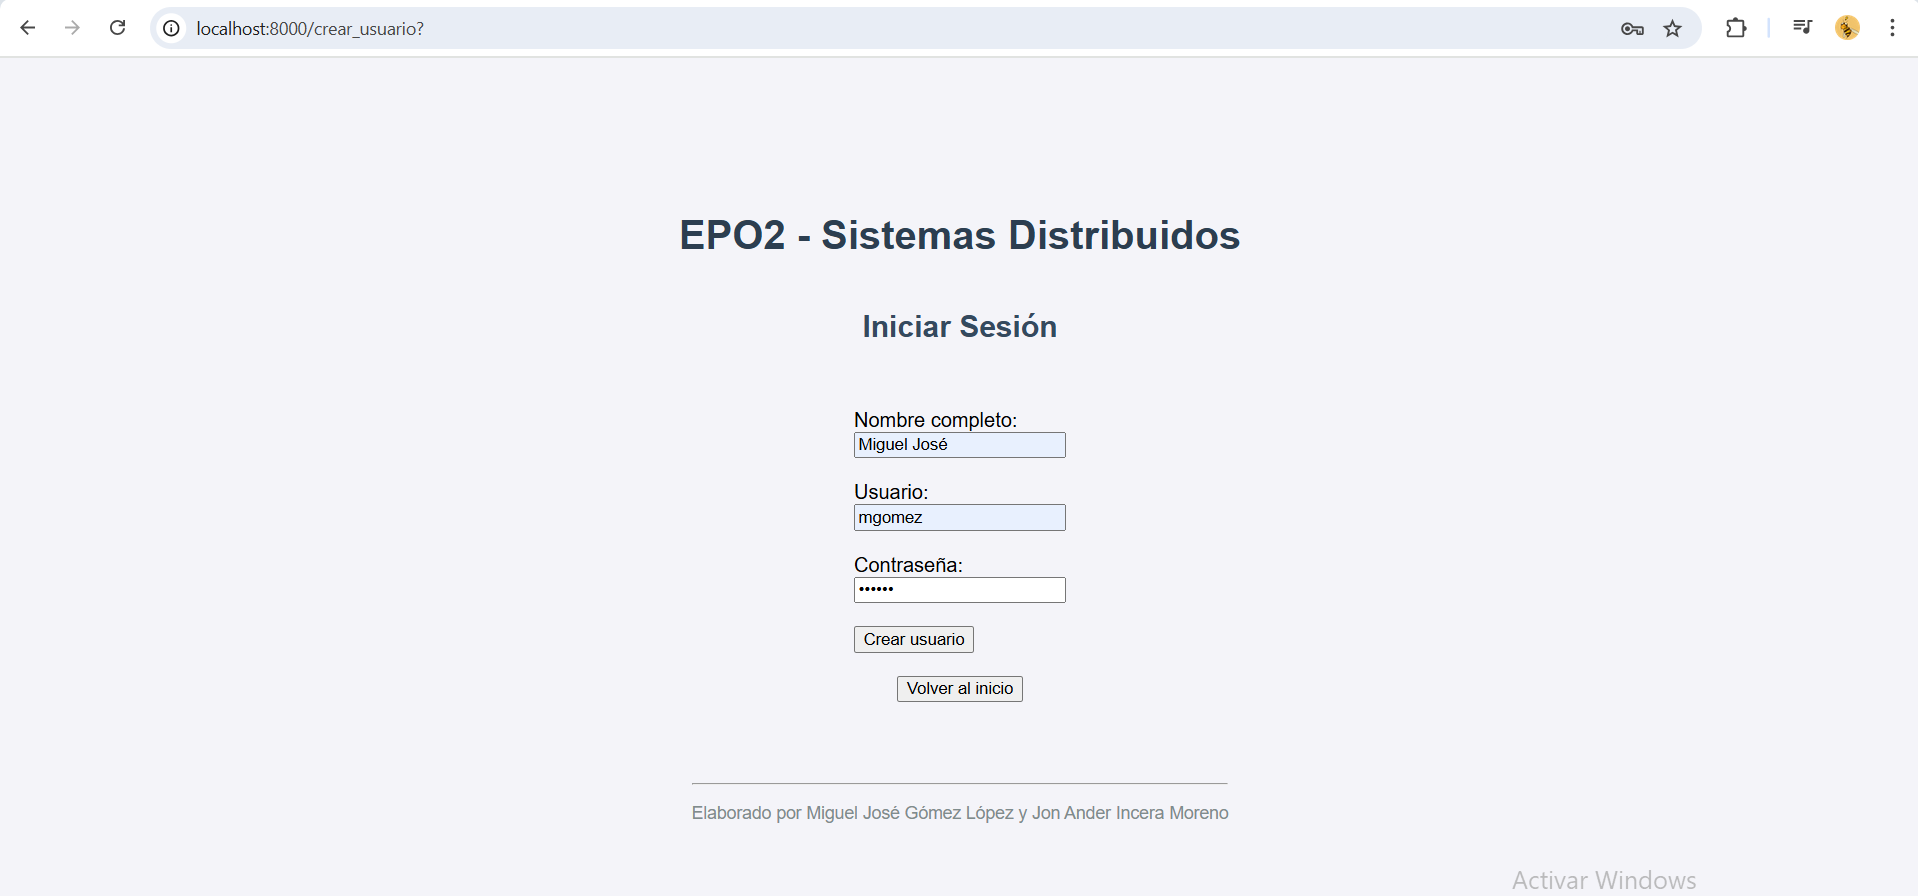 localhost:8000/crear_usuario?
EPO2 - Sistemas Distribuidos
Iniciar Sesión
Nombre completo:
Miguel José
Usuario:
mgomez
Contraseña:
••••••
Crear usuario
Volver al inicio
Elaborado por Miguel José Gómez López y Jon Ander Incera Moreno
Activar Windows